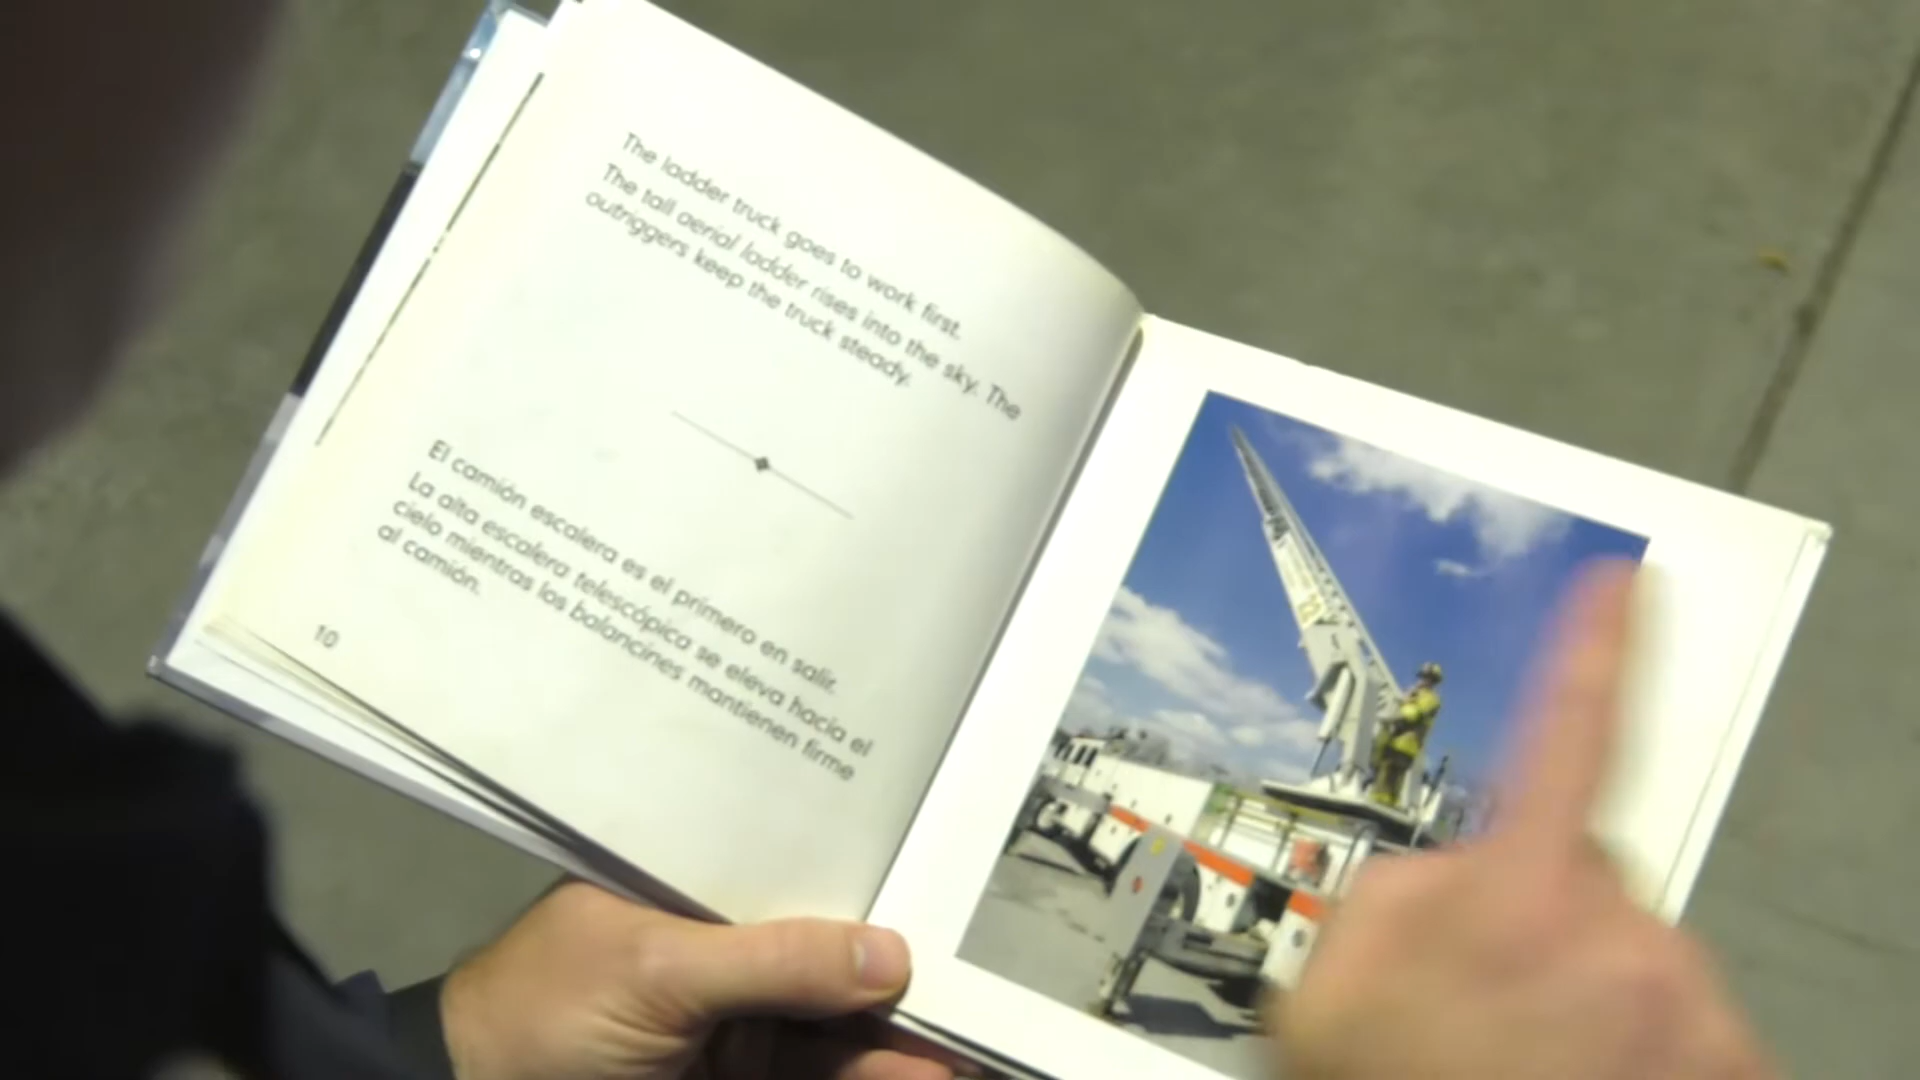 The ladder truck goes to work first.
The tall aerial ladder rises into the sky. The
outriggers keep the truck steady.
El camión escalera es el primero en salir.
La alta escalera telescópica se eleva hacia el
cielo mientras los balancines mantienen firme
al camión.
10
22